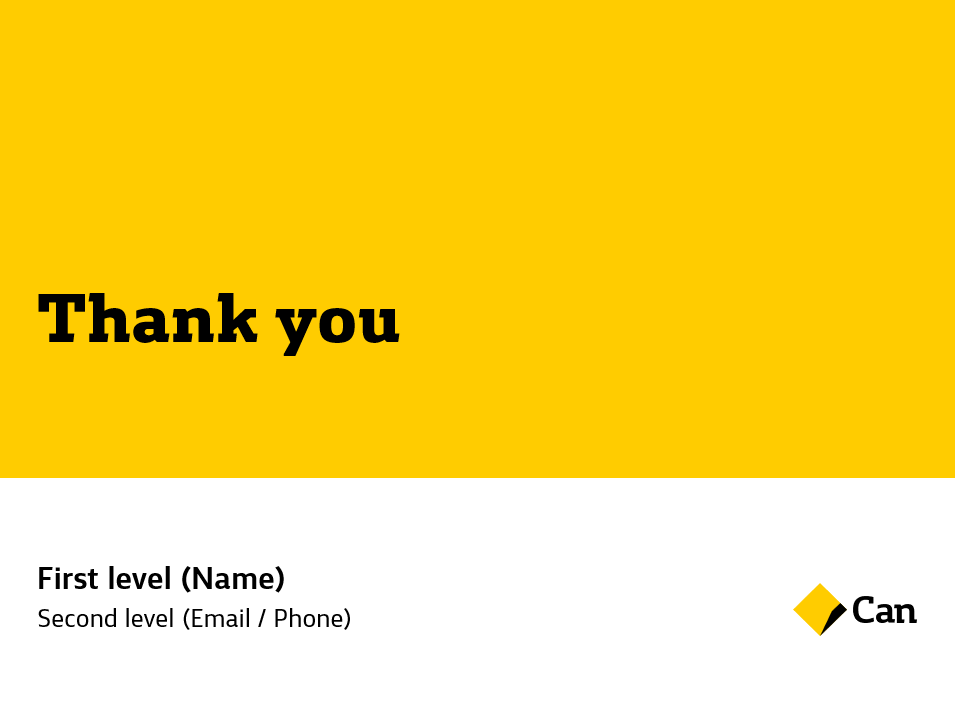 Thank you
First level (Name)
Second level (Email / Phone)
Can